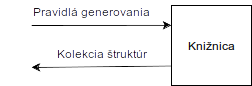 Pravidlá generovania
Kolekcia štruktúr
Knižnica